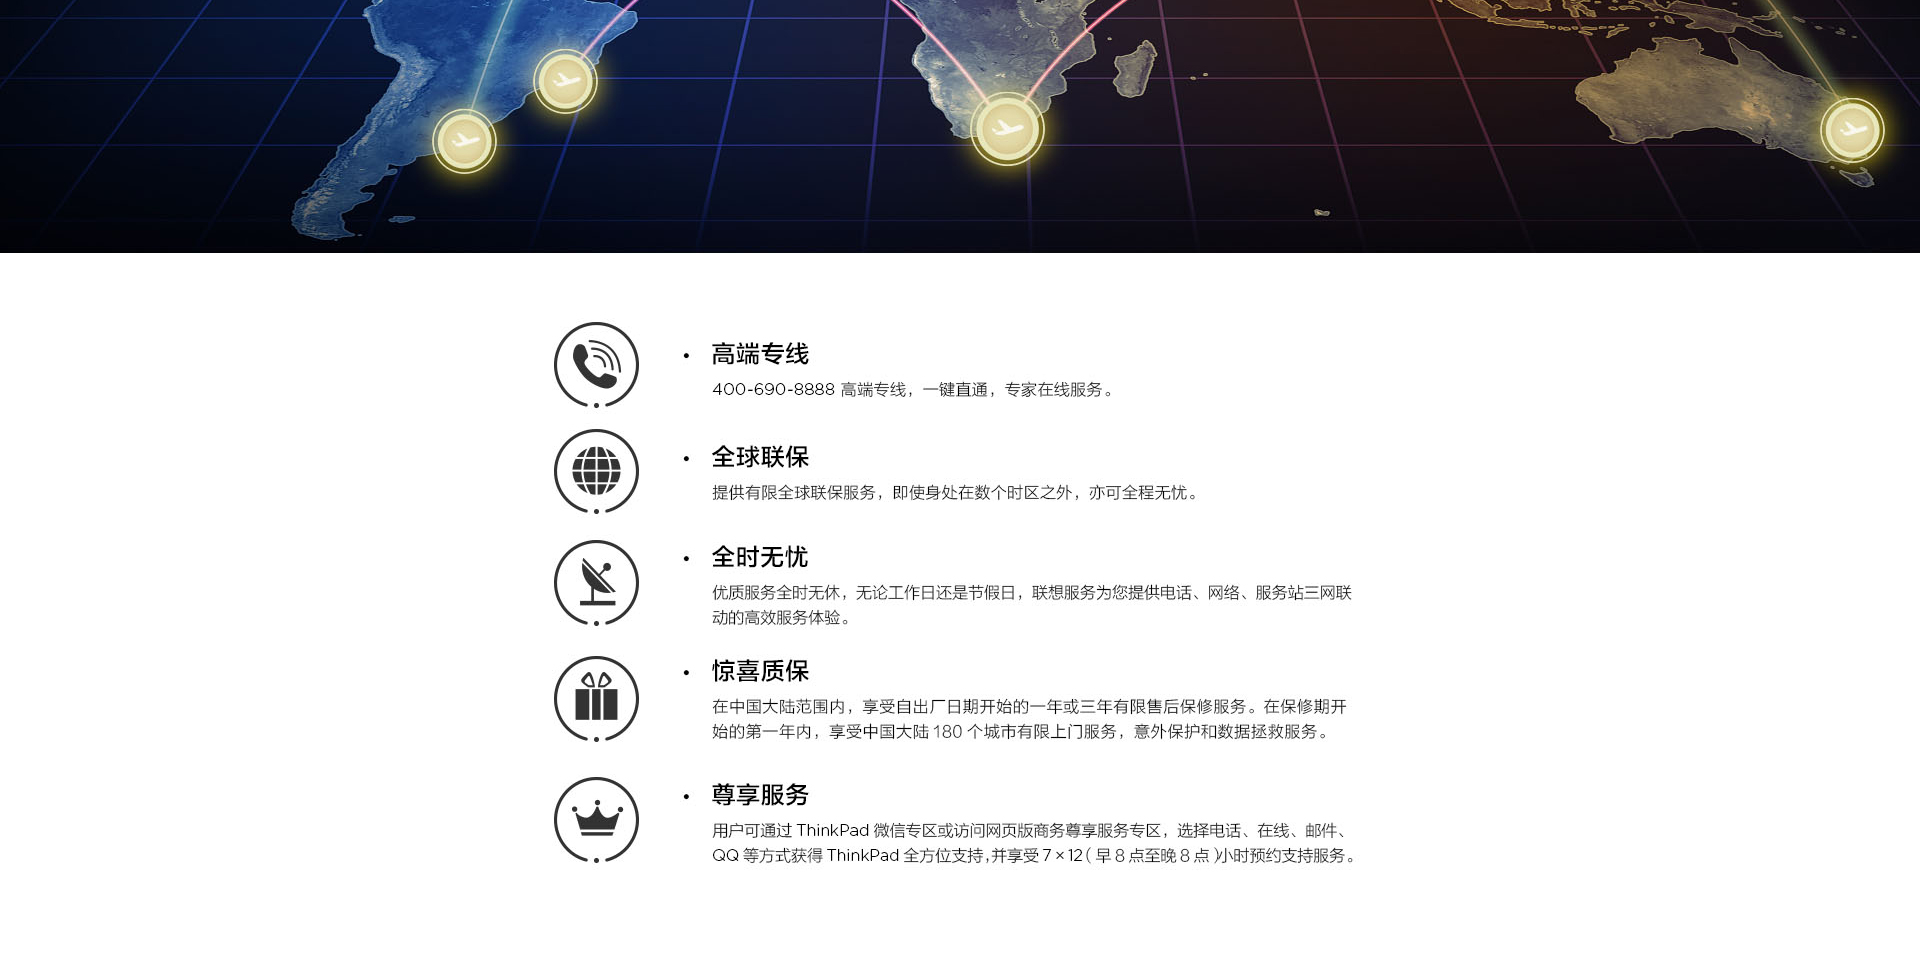 • 高端专线
400-690-8888 高端专线，一键直通，专家在线服务。
• 全球联保
提供有限全球联保服务，即使身处在数个时区之外，亦可全程无忧。
• 全时无忧
优质服务全时无休，无论工作日还是节假日，联想服务为您提供电话、网络、服务站三网联
动的高效服务体验。
• 惊喜质保
在中国大陆范围内，享受自出厂日期开始的一年或三年有限售后保修服务。在保修期开
始的第一年内，享受中国大陆 180 个城市有限上门服务，意外保护和数据拯救服务。
• 尊享服务
用户可通过 ThinkPad 微信专区或访问网页版商务尊享服务专区，选择电话、在线、邮件、
QQ 等方式获得 ThinkPad 全方位支持,并享受 7 × 12（ 早 8 点至晚 8 点 )小时预约支持服务。